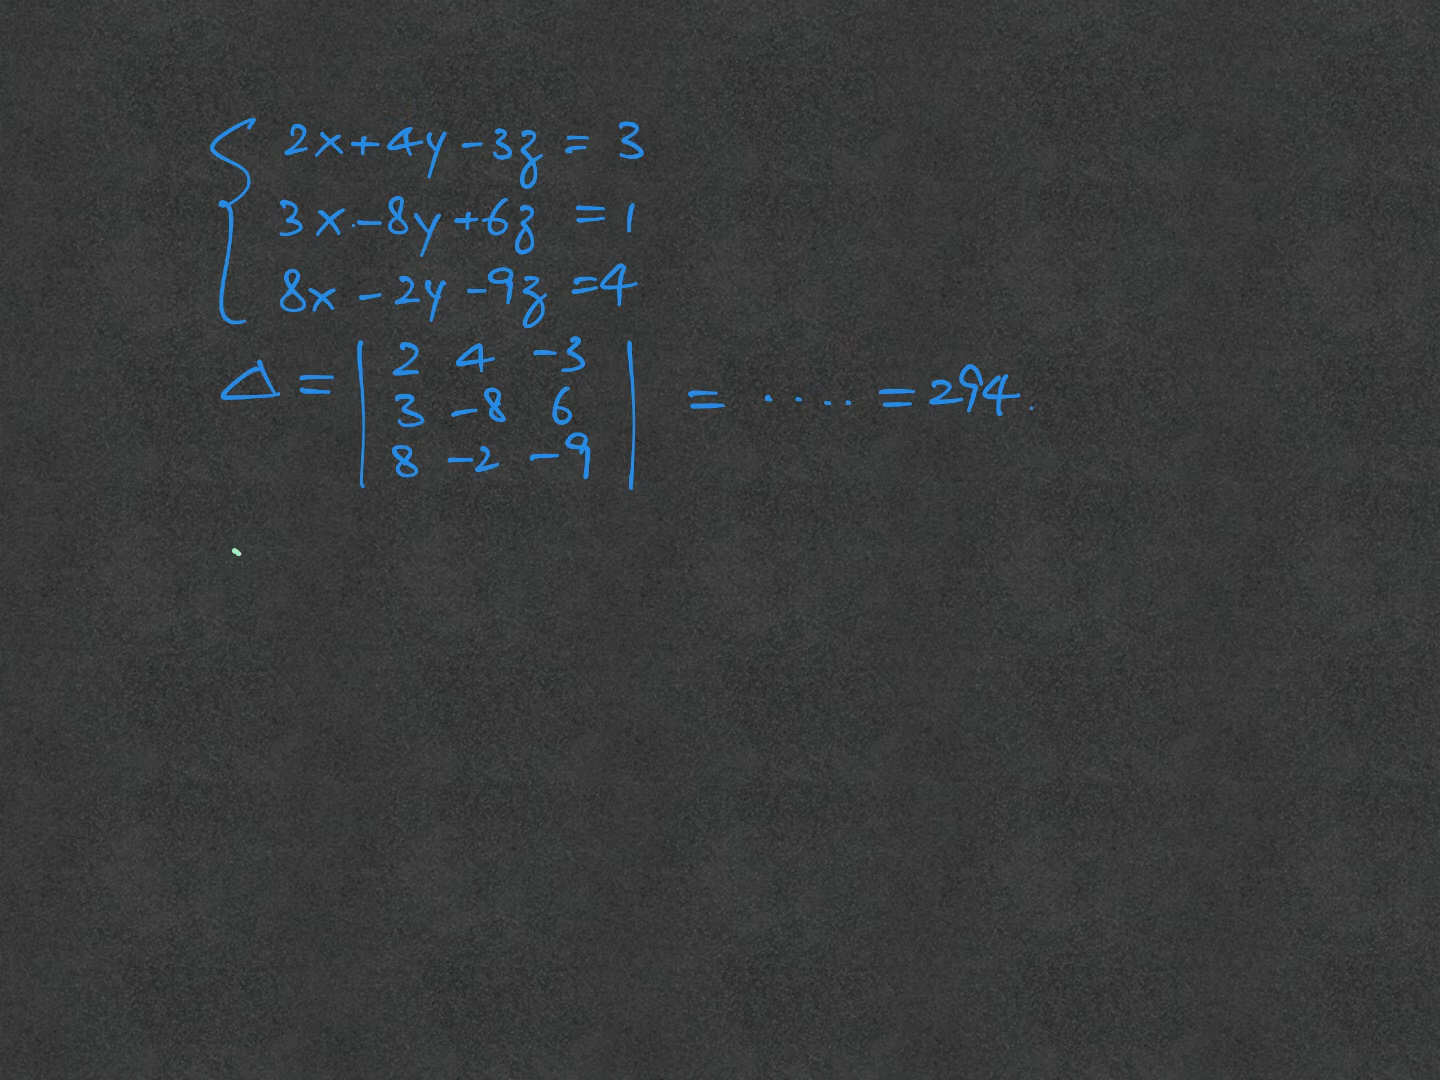 2x+4y-3z = 3
3x-8y+6z = 1
8x-2y-9z = 4
Δ = | 2 4 -3 | = ..... = 294.
| 3 -8 6 |
| 8 -2 -9 |